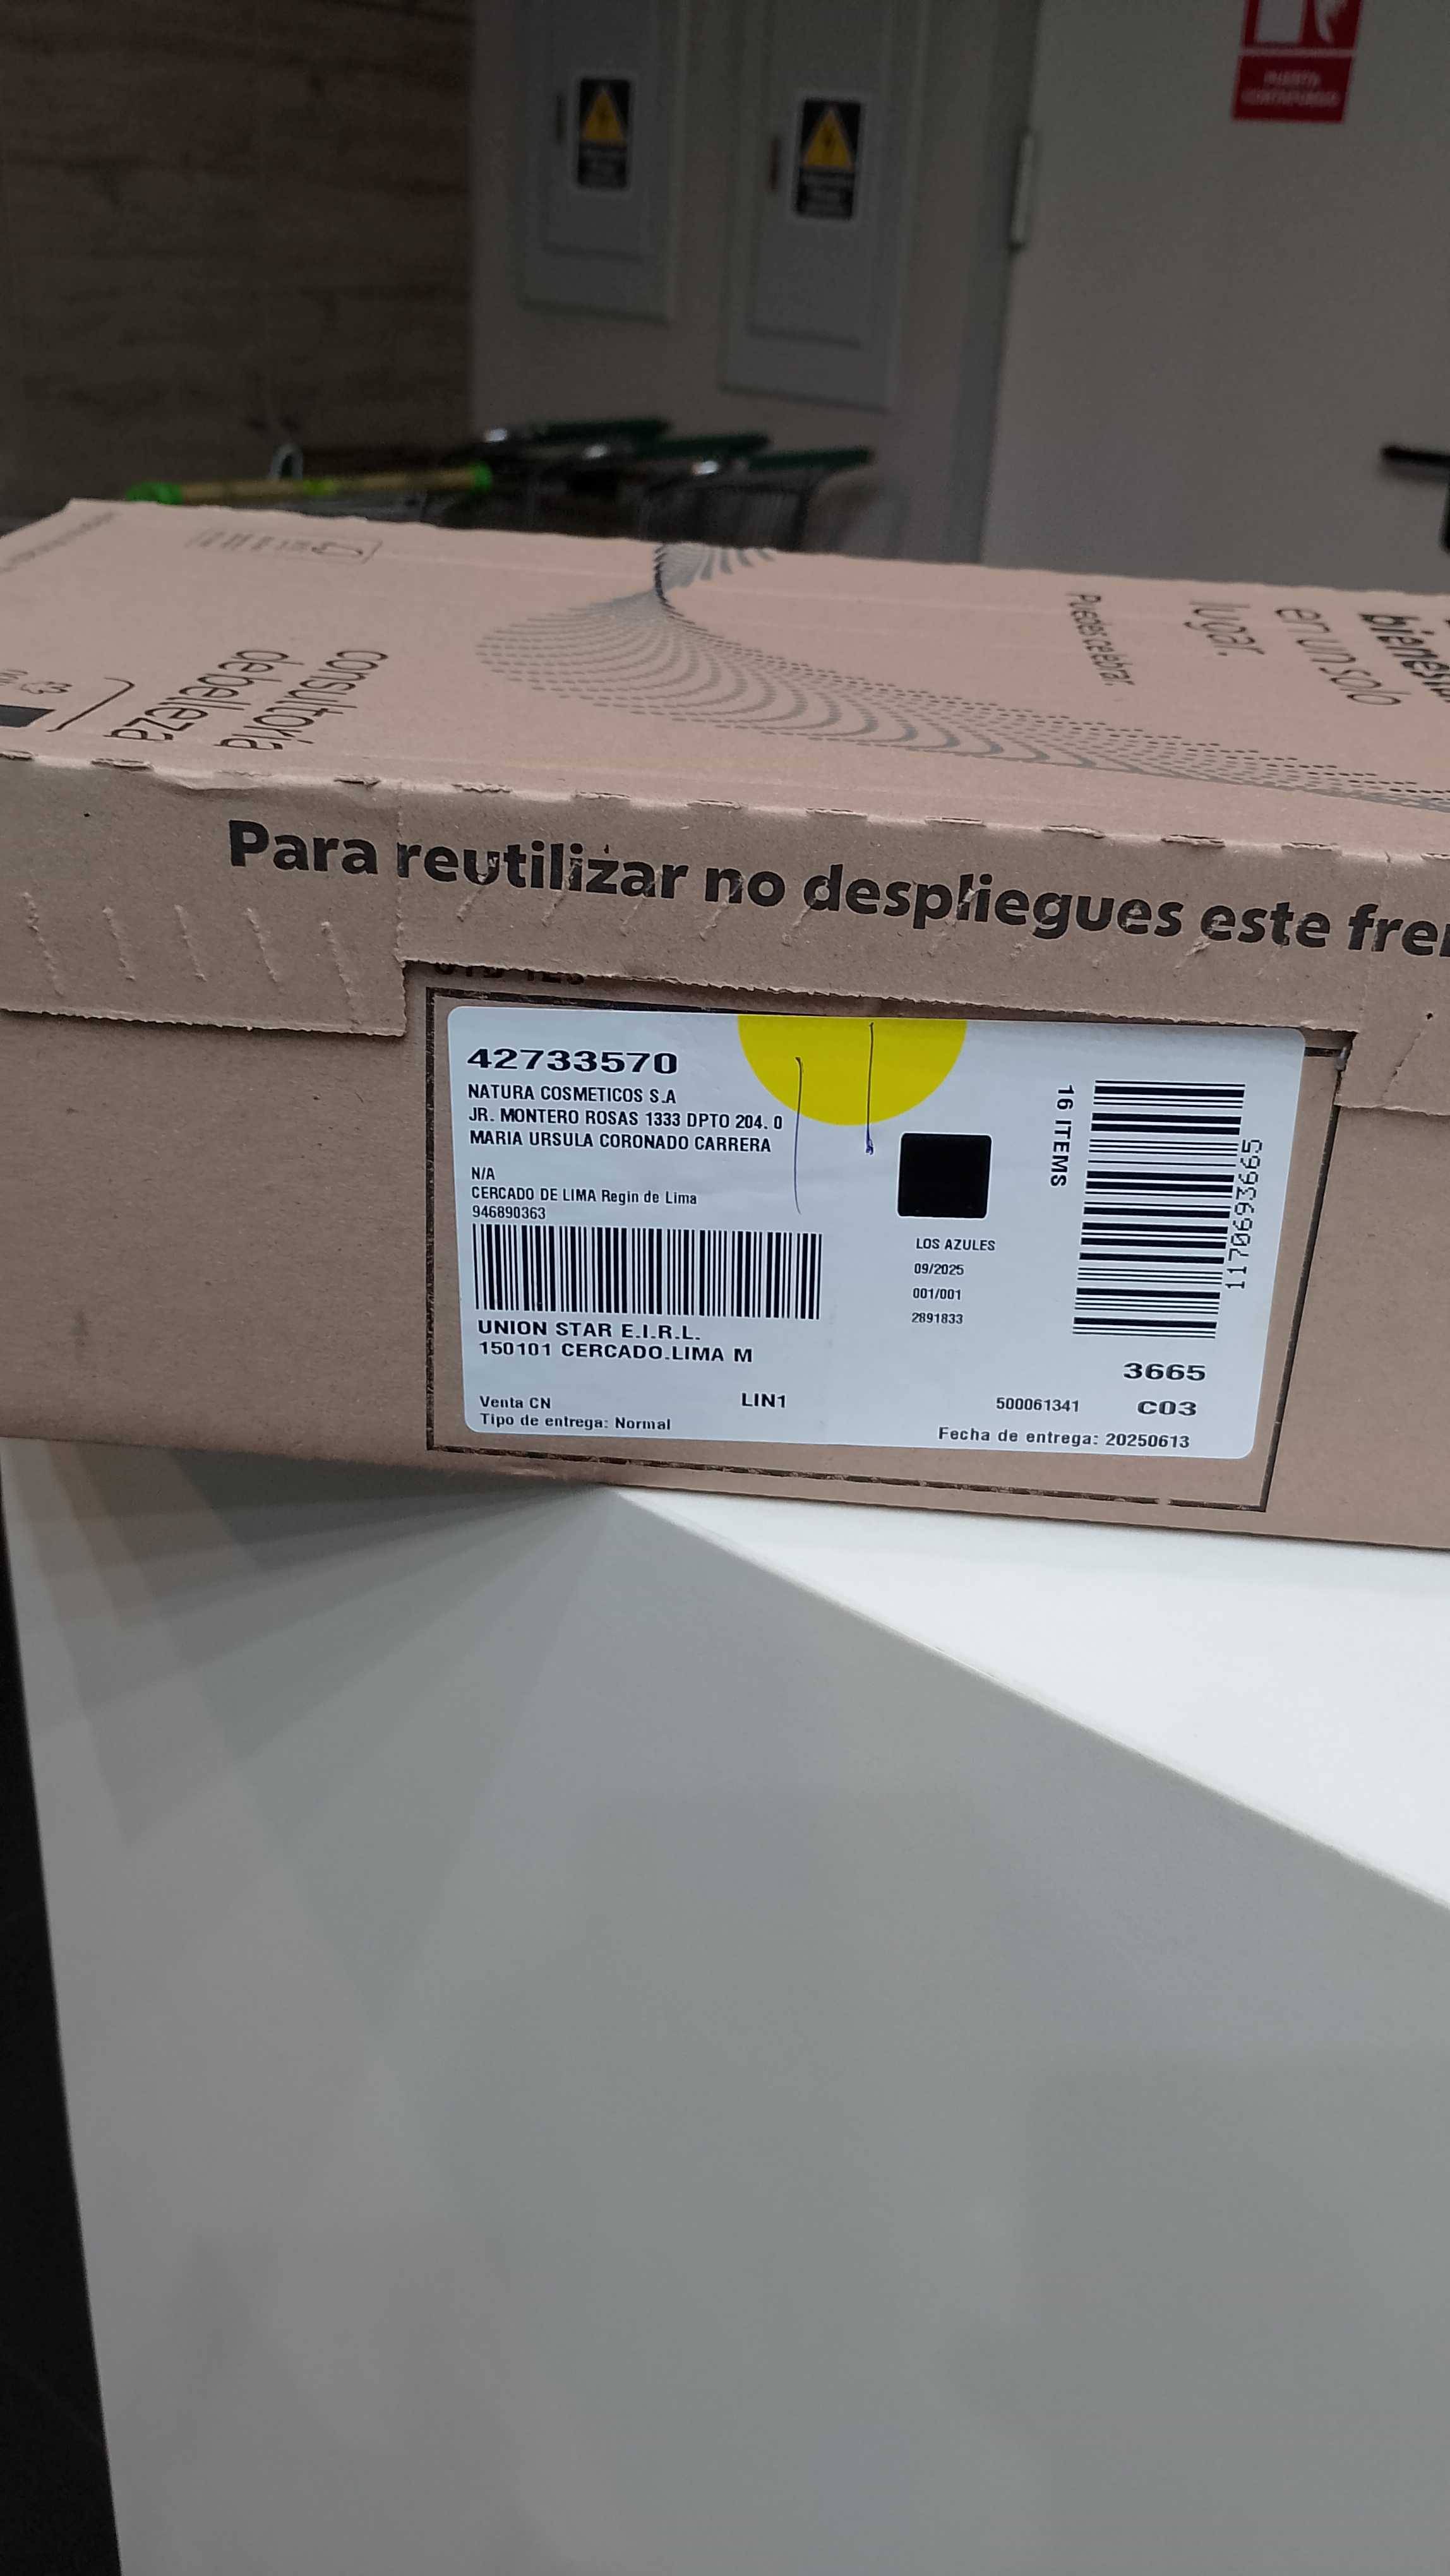 PUERTA
CORTAFUEGO
bienes
en un solo
lugar.
Puedes celebrar.
consultoría
de belleza
Para reutilizar no despliegues este fre
42733570
NATURA COSMETICOS S.A
JR. MONTERO ROSAS 1333 DPTO 204. 0
MARIA URSULA CORONADO CARRERA
N/A
CERCADO DE LIMA Regin de Lima
946890363
UNION STAR E.I.R.L.
150101 CERCADO.LIMA M
Venta CN
LIN1
Tipo de entrega: Normal
LOS AZULES
09/2025
001/001
2891833
16 ITEMS
1170693665
3665
500061341
C03
Fecha de entrega: 20250613